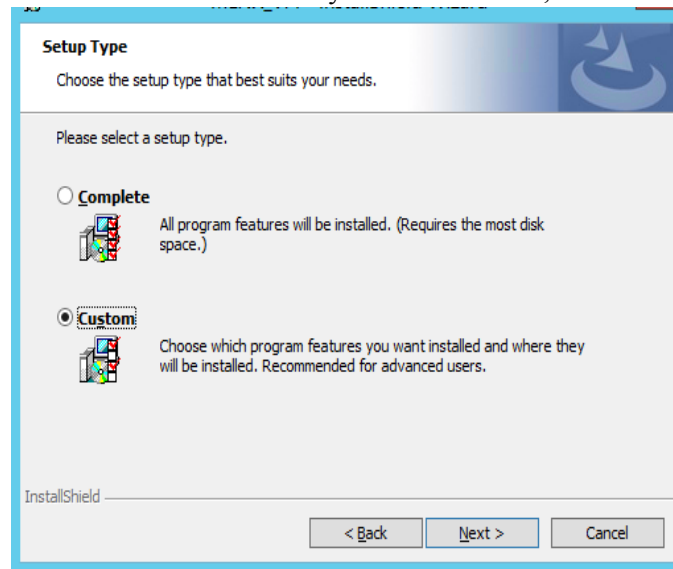 Setup Type
Choose the setup type that best suits your needs.
Please select a setup type.
Complete
All program features will be installed. (Requires the most disk
space.)
Custom
Choose which program features you want installed and where they
will be installed. Recommended for advanced users.
InstallShield
< Back
Next >
Cancel